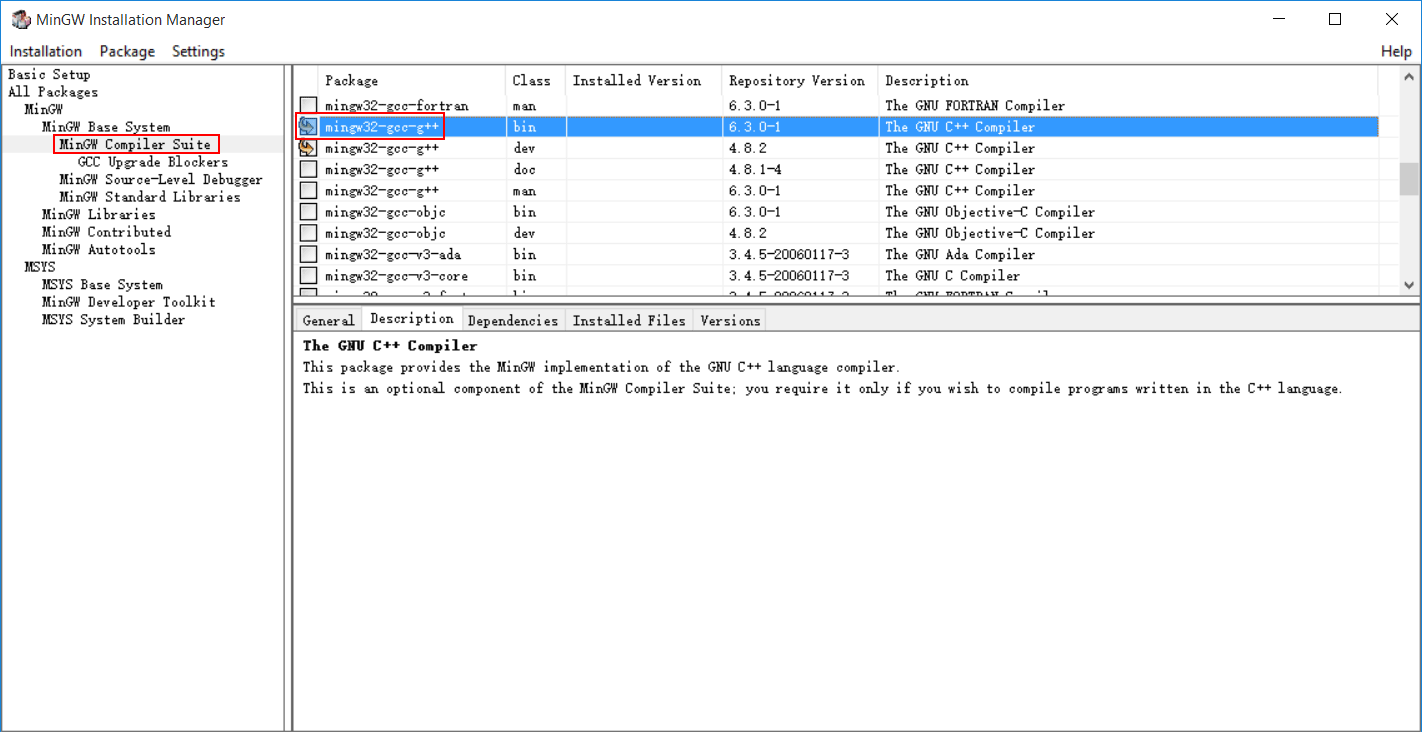 MinGW Installation Manager
Installation Package Settings Help
Basic Setup
All Packages
MinGW
MinGW Base System
MinGW Compiler Suite
GCC Upgrade Blockers
MinGW Source-Level Debugger
MinGW Standard Libraries
MinGW Libraries
MinGW Contributed
MinGW Autotools
MSYS
MSYS Base System
MinGW Developer Toolkit
MSYS System Builder
Package Class Installed Version Repository Version Description
mingw32-gcc-fortran man 6.3.0-1 The GNU FORTRAN Compiler
mingw32-gcc-g++ bin 6.3.0-1 The GNU C++ Compiler
mingw32-gcc-g++ dev 4.8.2 The GNU C++ Compiler
mingw32-gcc-g++ doc 4.8.1-4 The GNU C++ Compiler
mingw32-gcc-g++ man 6.3.0-1 The GNU C++ Compiler
mingw32-gcc-objc bin 6.3.0-1 The GNU Objective-C Compiler
mingw32-gcc-objc dev 4.8.2 The GNU Objective-C Compiler
mingw32-gcc-v3-ada bin 3.4.5-20060117-3 The GNU Ada Compiler
mingw32-gcc-v3-core bin 3.4.5-20060117-3 The GNU C Compiler
General Description Dependencies Installed Files Versions
The GNU C++ Compiler
This package provides the MinGW implementation of the GNU C++ language compiler.
This is an optional component of the MinGW Compiler Suite; you require it only if you wish to compile programs written in the C++ language.